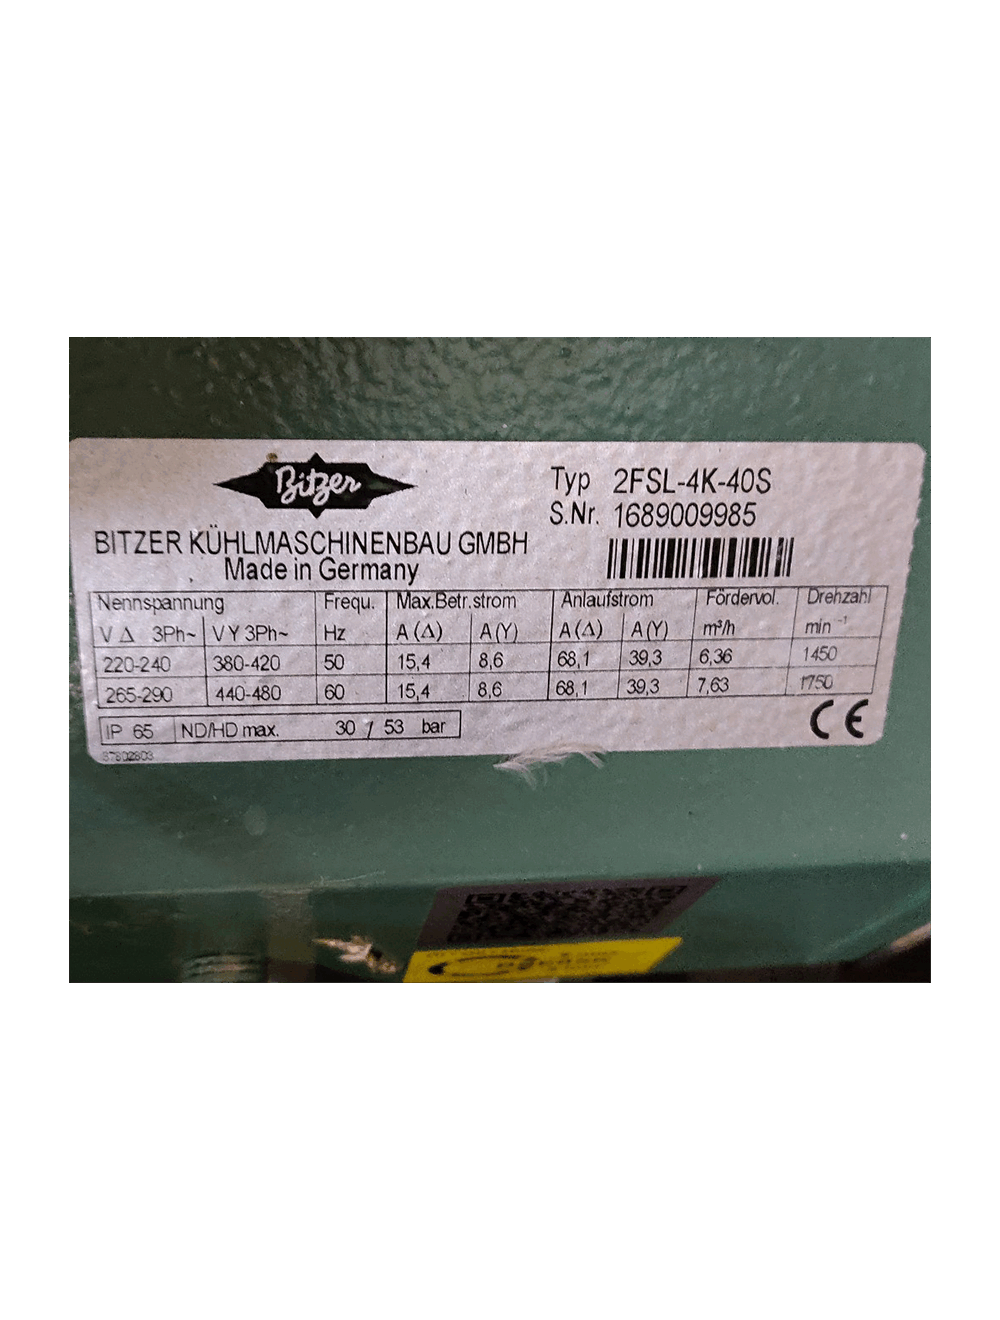 Bitzer
Typ 2FSL-4K-40S
S.Nr. 1689009985
BITZER KÜHLMASCHINENBAU GMBH
Made in Germany
Nennspannung Frequ. Max.Betr.strom Anlaufstrom Fördervol. Drehzahl
V Δ 3Ph~ V Y 3Ph~ Hz A (Δ) A (Y) A (Δ) A (Y) m³/h min -1
220-240 380-420 50 15,4 8,6 68,1 39,3 6,36 1450
265-290 440-480 60 15,4 8,6 68,1 39,3 7,63 1750
IP 65 ND/HD max. 30 / 53 bar
CE